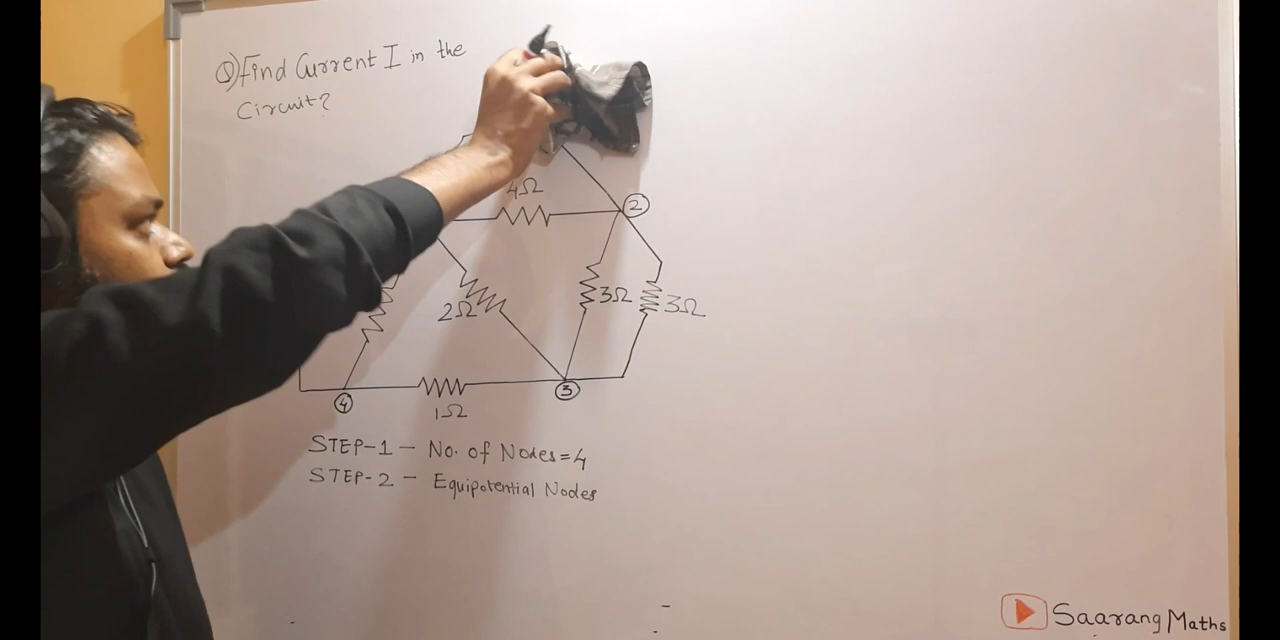 Q) Find Current I in the
Circuit?
4Ω
2
2Ω
3Ω
3Ω
4
1Ω
3
STEP-1 - No. of Nodes=4
STEP-2 - Equipotential Nodes
Saarang Maths